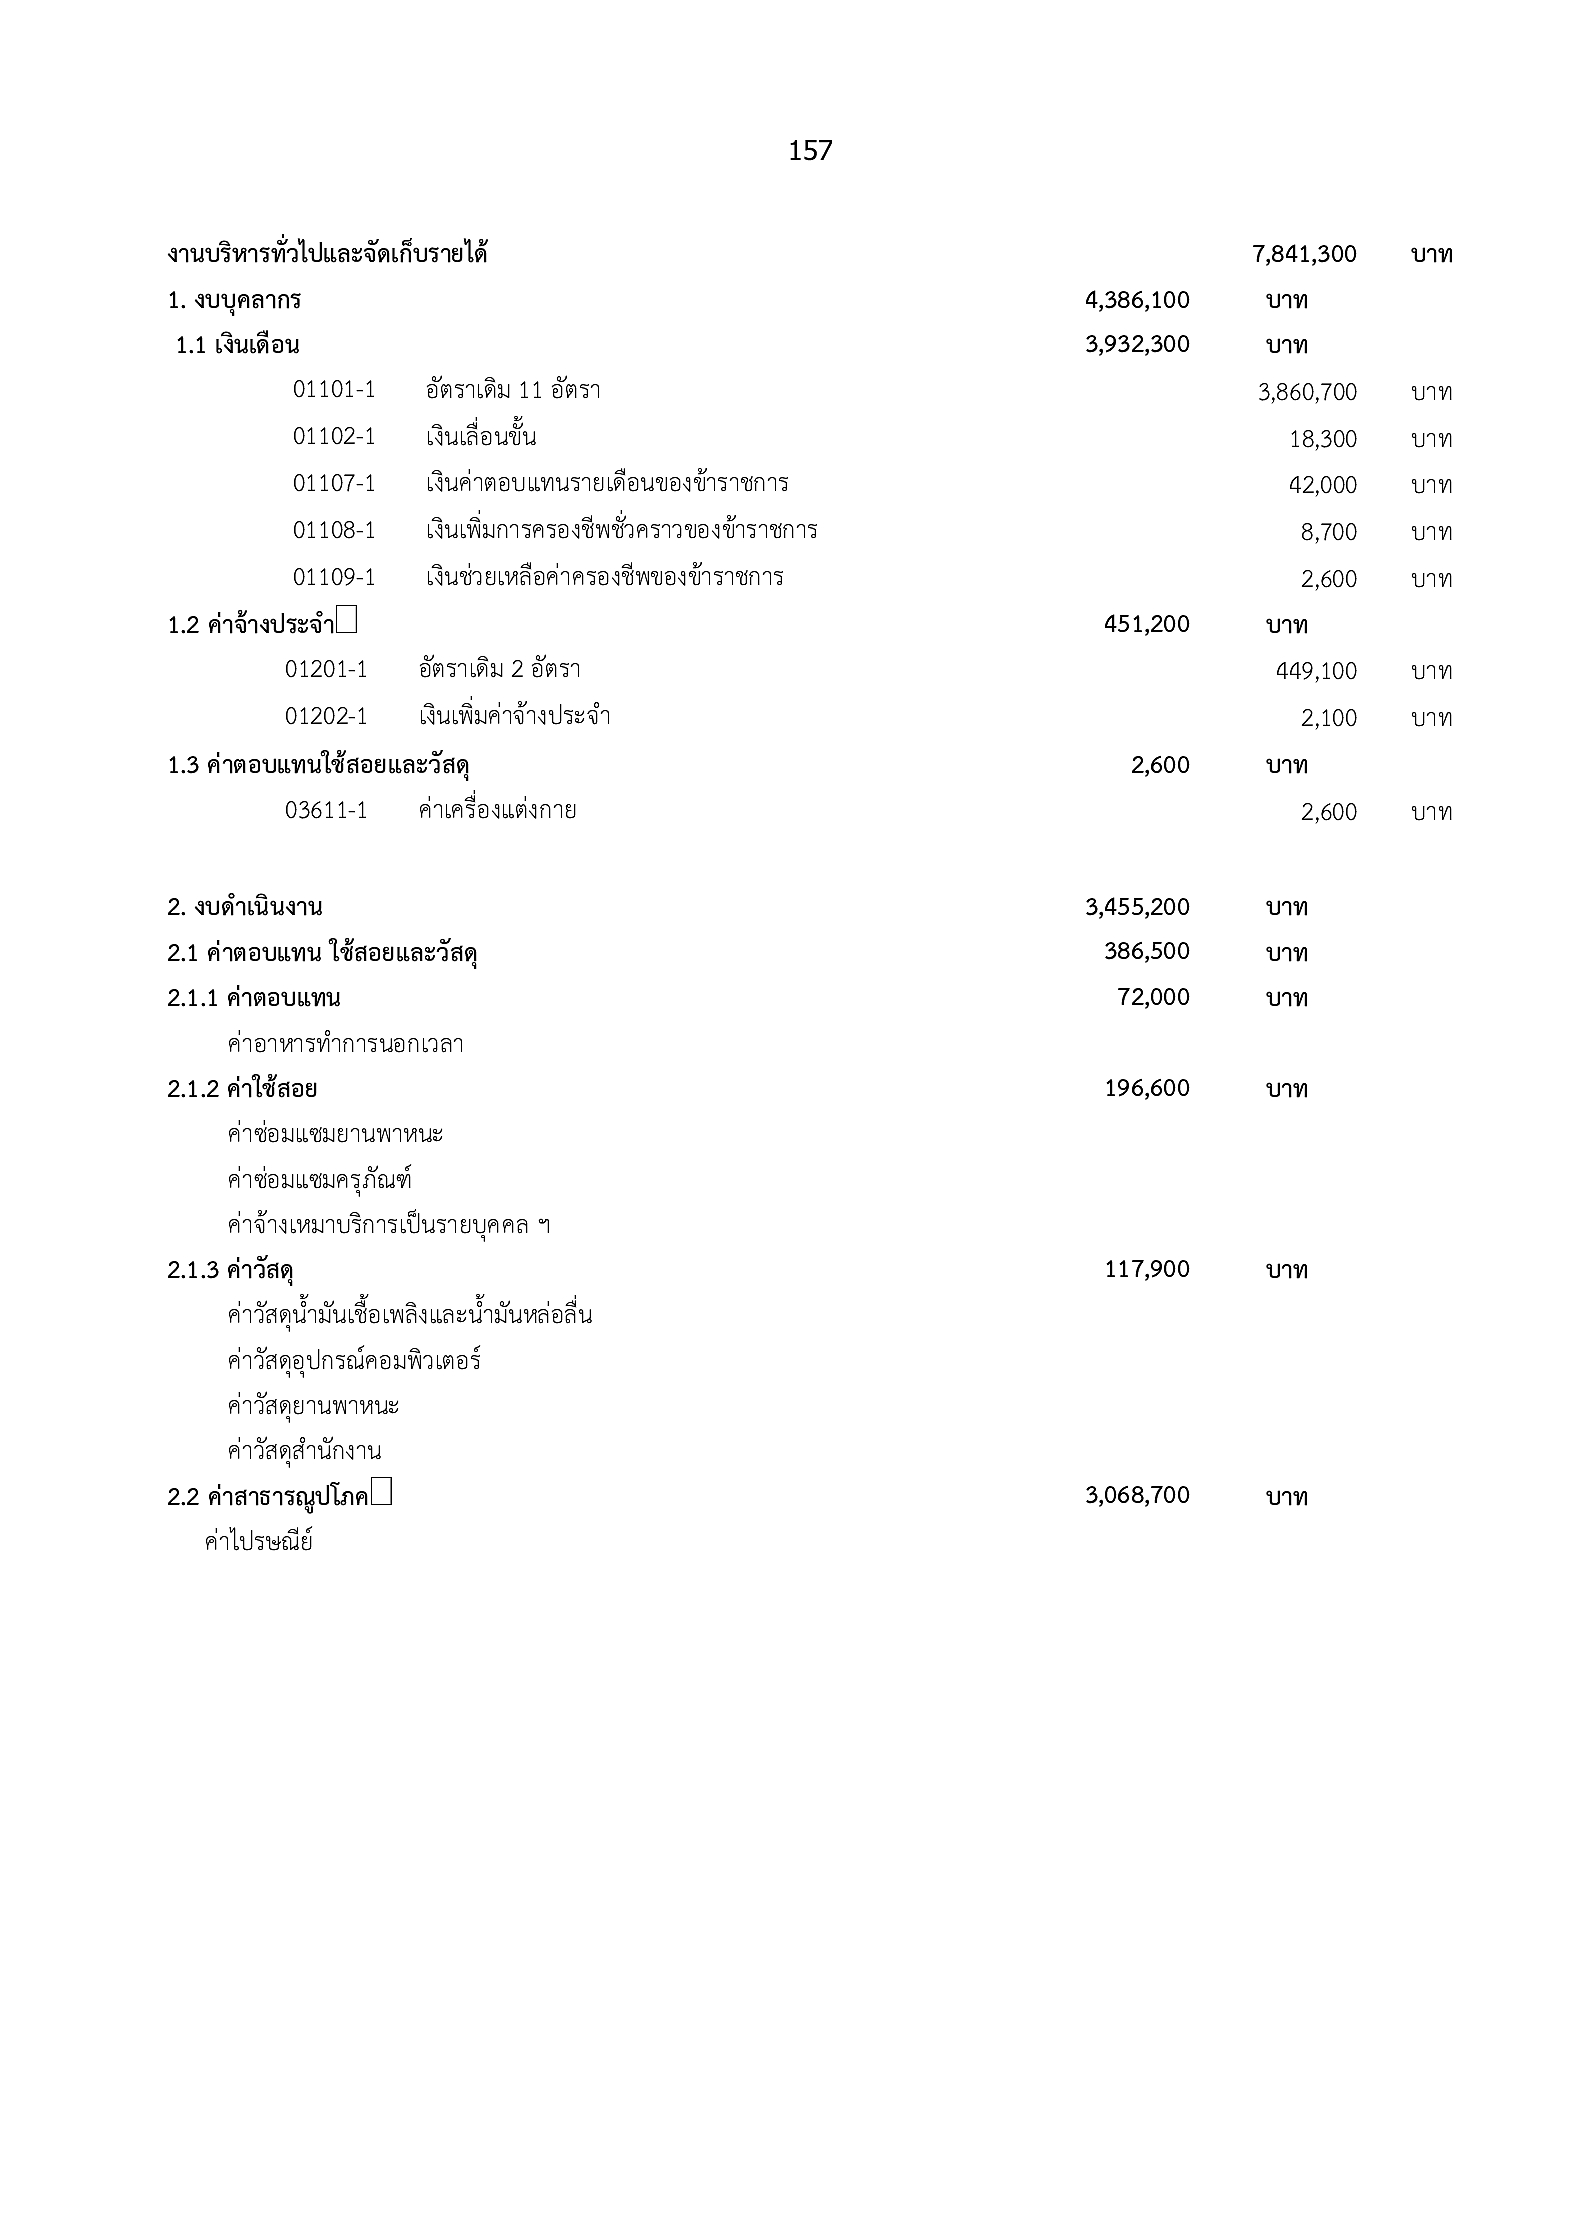 157
งานบริหารทั่วไปและจัดเก็บรายได้ 7,841,300 บาท
1. งบบุคลากร 4,386,100 บาท
1.1 เงินเดือน 3,932,300 บาท
01101-1 อัตราเดิม 11 อัตรา 3,860,700 บาท
01102-1 เงินเลื่อนขั้น 18,300 บาท
01107-1 เงินค่าตอบแทนรายเดือนของข้าราชการ 42,000 บาท
01108-1 เงินเพิ่มการครองชีพชั่วคราวของข้าราชการ 8,700 บาท
01109-1 เงินช่วยเหลือค่าครองชีพของข้าราชการ 2,600 บาท
1.2 ค่าจ้างประจำ 451,200 บาท
01201-1 อัตราเดิม 2 อัตรา 449,100 บาท
01202-1 เงินเพิ่มค่าจ้างประจำ 2,100 บาท
1.3 ค่าตอบแทนใช้สอยและวัสดุ 2,600 บาท
03611-1 ค่าเครื่องแต่งกาย 2,600 บาท
2. งบดำเนินงาน 3,455,200 บาท
2.1 ค่าตอบแทน ใช้สอยและวัสดุ 386,500 บาท
2.1.1 ค่าตอบแทน 72,000 บาท
ค่าอาหารทำการนอกเวลา
2.1.2 ค่าใช้สอย 196,600 บาท
ค่าซ่อมแซมยานพาหนะ
ค่าซ่อมแซมครุภัณฑ์
ค่าจ้างเหมาบริการเป็นรายบุคคล ฯ
2.1.3 ค่าวัสดุ 117,900 บาท
ค่าวัสดุน้ำมันเชื้อเพลิงและน้ำมันหล่อลื่น
ค่าวัสดุอุปกรณ์คอมพิวเตอร์
ค่าวัสดุยานพาหนะ
ค่าวัสดุสำนักงาน
2.2 ค่าสาธารณูปโภค 3,068,700 บาท
ค่าไปรษณีย์